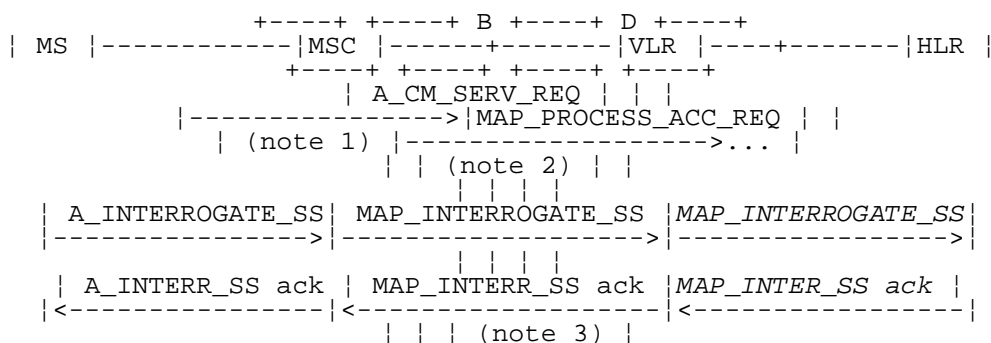 +----+ +----+ B +----+ D +----+
¦ MS ¦------------¦MSC ¦------+-------¦VLR ¦----+-------¦HLR ¦
+----+ +----+ +----+ +----+
¦ A_CM_SERV_REQ ¦ ¦ ¦
¦---------------->¦MAP_PROCESS_ACC_REQ ¦ ¦
¦ (note 1) ¦------------------->... ¦
¦ ¦ (note 2) ¦ ¦
¦ ¦ ¦ ¦
¦ A_INTERROGATE_SS¦ MAP_INTERROGATE_SS ¦MAP_INTERROGATE_SS¦
¦---------------->¦------------------->¦----------------->¦
¦ ¦ ¦ ¦
¦ A_INTERR_SS ack ¦ MAP_INTERR_SS ack ¦MAP_INTER_SS ack ¦
¦<----------------¦<-------------------¦<-----------------¦
¦ ¦ ¦ (note 3) ¦